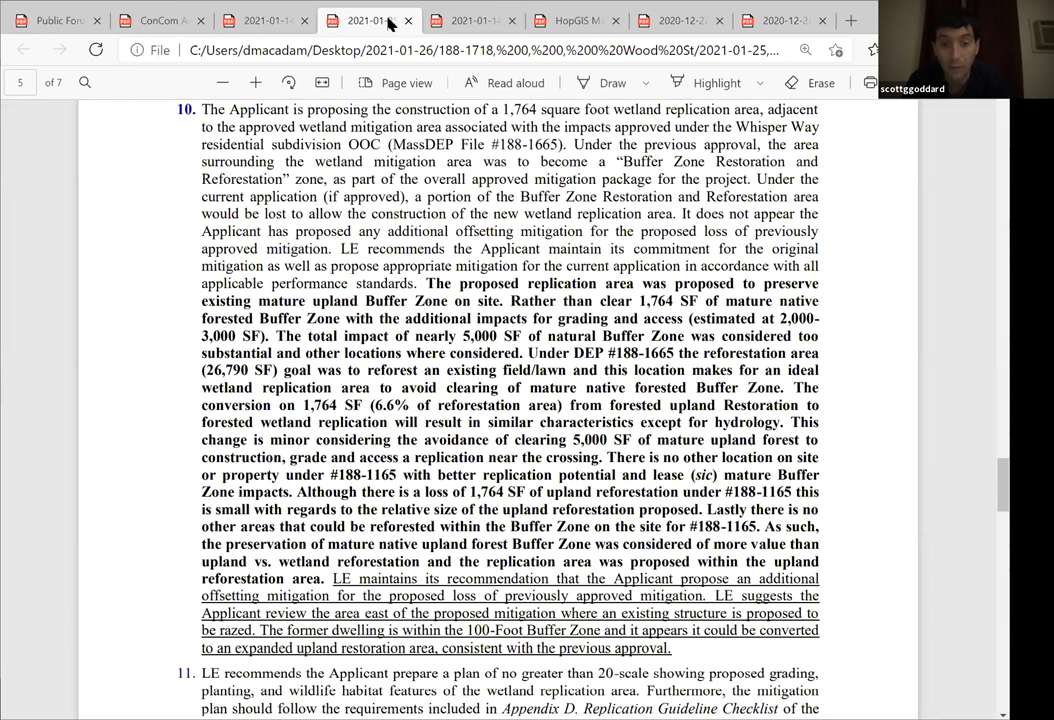 Public Foru
ConCom A
2021-01-14
2021-01-
2021-01-14
HopGIS M
2020-12-2
2020-12-2
File
C:/Users/dmacadam/Desktop/2021-01-26/188-1718,%200,%200,%200%20Wood%20St/2021-01-25,...
5 of 7
Page view
Read aloud
Draw
Highlight
Erase
scottggoddard
10. The Applicant is proposing the construction of a 1,764 square foot wetland replication area, adjacent
to the approved wetland mitigation area associated with the impacts approved under the Whisper Way
residential subdivision OOC (MassDEP File #188-1665). Under the previous approval, the area
surrounding the wetland mitigation area was to become a “Buffer Zone Restoration and
Reforestation” zone, as part of the overall approved mitigation package for the project. Under the
current application (if approved), a portion of the Buffer Zone Restoration and Reforestation area
would be lost to allow the construction of the new wetland replication area. It does not appear the
Applicant has proposed any additional offsetting mitigation for the proposed loss of previously
approved mitigation. LE recommends the Applicant maintain its commitment for the original
mitigation as well as propose appropriate mitigation for the current application in accordance with all
applicable performance standards. The proposed replication area was proposed to preserve
existing mature upland Buffer Zone on site. Rather than clear 1,764 SF of mature native
forested Buffer Zone with the additional impacts for grading and access (estimated at 2,000-
3,000 SF). The total impact of nearly 5,000 SF of natural Buffer Zone was considered too
substantial and other locations where considered. Under DEP #188-1665 the reforestation area
(26,790 SF) goal was to reforest an existing field/lawn and this location makes for an ideal
wetland replication area to avoid clearing of mature native forested Buffer Zone. The
conversion on 1,764 SF (6.6% of reforestation area) from forested upland Restoration to
forested wetland replication will result in similar characteristics except for hydrology. This
change is minor considering the avoidance of clearing 5,000 SF of mature upland forest to
construction, grade and access a replication near the crossing. There is no other location on site
or property under #188-1165 with better replication potential and lease (sic) mature Buffer
Zone impacts. Although there is a loss of 1,764 SF of upland reforestation under #188-1165 this
is small with regards to the relative size of the upland reforestation proposed. Lastly there is no
other areas that could be reforested within the Buffer Zone on the site for #188-1165. As such,
the preservation of mature native upland forest Buffer Zone was considered of more value than
upland vs. wetland reforestation and the replication area was proposed within the upland
reforestation area. LE maintains its recommendation that the Applicant propose an additional
offsetting mitigation for the proposed loss of previously approved mitigation. LE suggests the
Applicant review the area east of the proposed mitigation where an existing structure is proposed to
be razed. The former dwelling is within the 100-Foot Buffer Zone and it appears it could be converted
to an expanded upland restoration area, consistent with the previous approval.
11. LE recommends the Applicant prepare a plan of no greater than 20-scale showing proposed grading,
planting, and wildlife habitat features of the wetland replication area. Furthermore, the mitigation
plan should follow the requirements included in Appendix D. Replication Guideline Checklist of the